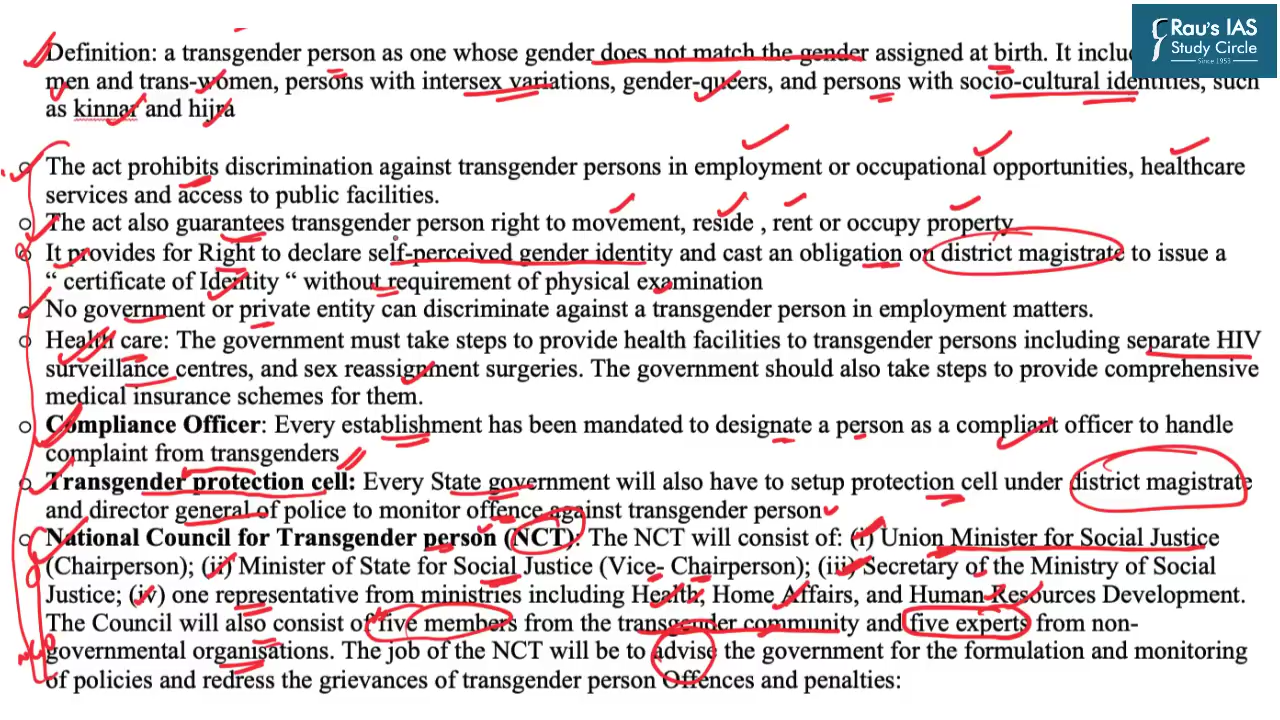 Rau's IAS
Study Circle
Since 1953
Definition: a transgender person as one whose gender does not match the gender assigned at birth. It inclu
men and trans-women, persons with intersex variations, gender-queers, and persons with socio-cultural identities, such
as kinnar and hijra
o The act prohibits discrimination against transgender persons in employment or occupational opportunities, healthcare
services and access to public facilities.
o The act also guarantees transgender person right to movement, reside , rent or occupy property
o It provides for Right to declare self-perceived gender identity and cast an obligation on district magistrate to issue a
“ certificate of Identity “ without requirement of physical examination
o No government or private entity can discriminate against a transgender person in employment matters.
o Health care: The government must take steps to provide health facilities to transgender persons including separate HIV
surveillance centres, and sex reassignment surgeries. The government should also take steps to provide comprehensive
medical insurance schemes for them.
o Compliance Officer: Every establishment has been mandated to designate a person as a compliant officer to handle
complaint from transgenders
o Transgender protection cell: Every State government will also have to setup protection cell under district magistrate
and director general of police to monitor offence against transgender person
o National Council for Transgender person (NCT): The NCT will consist of: (i) Union Minister for Social Justice
(Chairperson); (ii) Minister of State for Social Justice (Vice- Chairperson); (iii) Secretary of the Ministry of Social
Justice; (iv) one representative from ministries including Health, Home Affairs, and Human Resources Development.
The Council will also consist of five members from the transgender community and five experts from non-
governmental organisations. The job of the NCT will be to advise the government for the formulation and monitoring
of policies and redress the grievances of transgender person Offences and penalties: